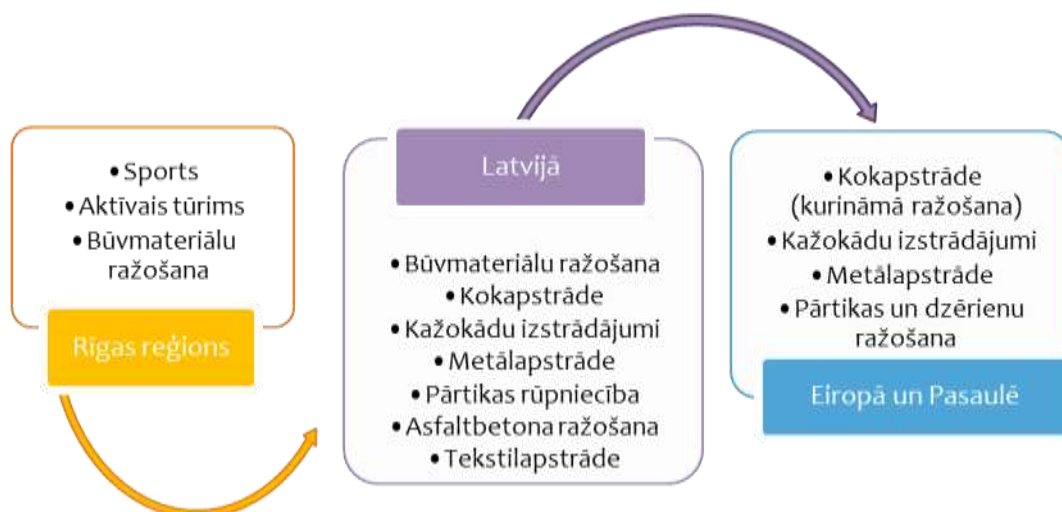 • Sports
• Aktīvais tūrims
• Būvmateriālu
ražošana
Rīgas reģions
Latvijā
• Būvmateriālu ražošana
• Kokapstrāde
• Kažokādu izstrādājumi
• Metālapstrāde
• Pārtikas rūpniecība
• Asfaltbetona ražošana
• Tekstilapstrāde
• Kokapstrāde
(kurināmā ražošana)
• Kažokādu izstrādājumi
• Metālapstrāde
• Pārtikas un dzērienu
ražošana
Eiropā un Pasaulē